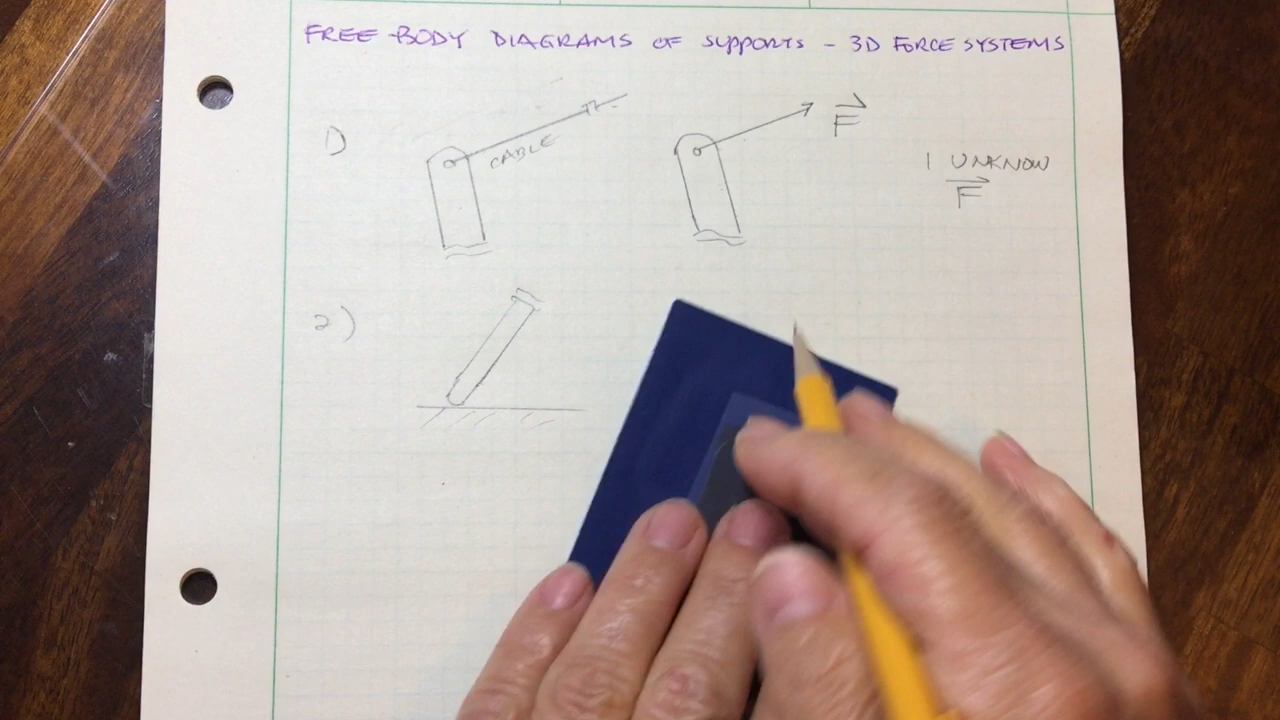 FREE BODY DIAGRAMS OF SUPPORTS - 3D FORCE SYSTEMS
1)
CABLE
F
1 UNKNOW
F
2)